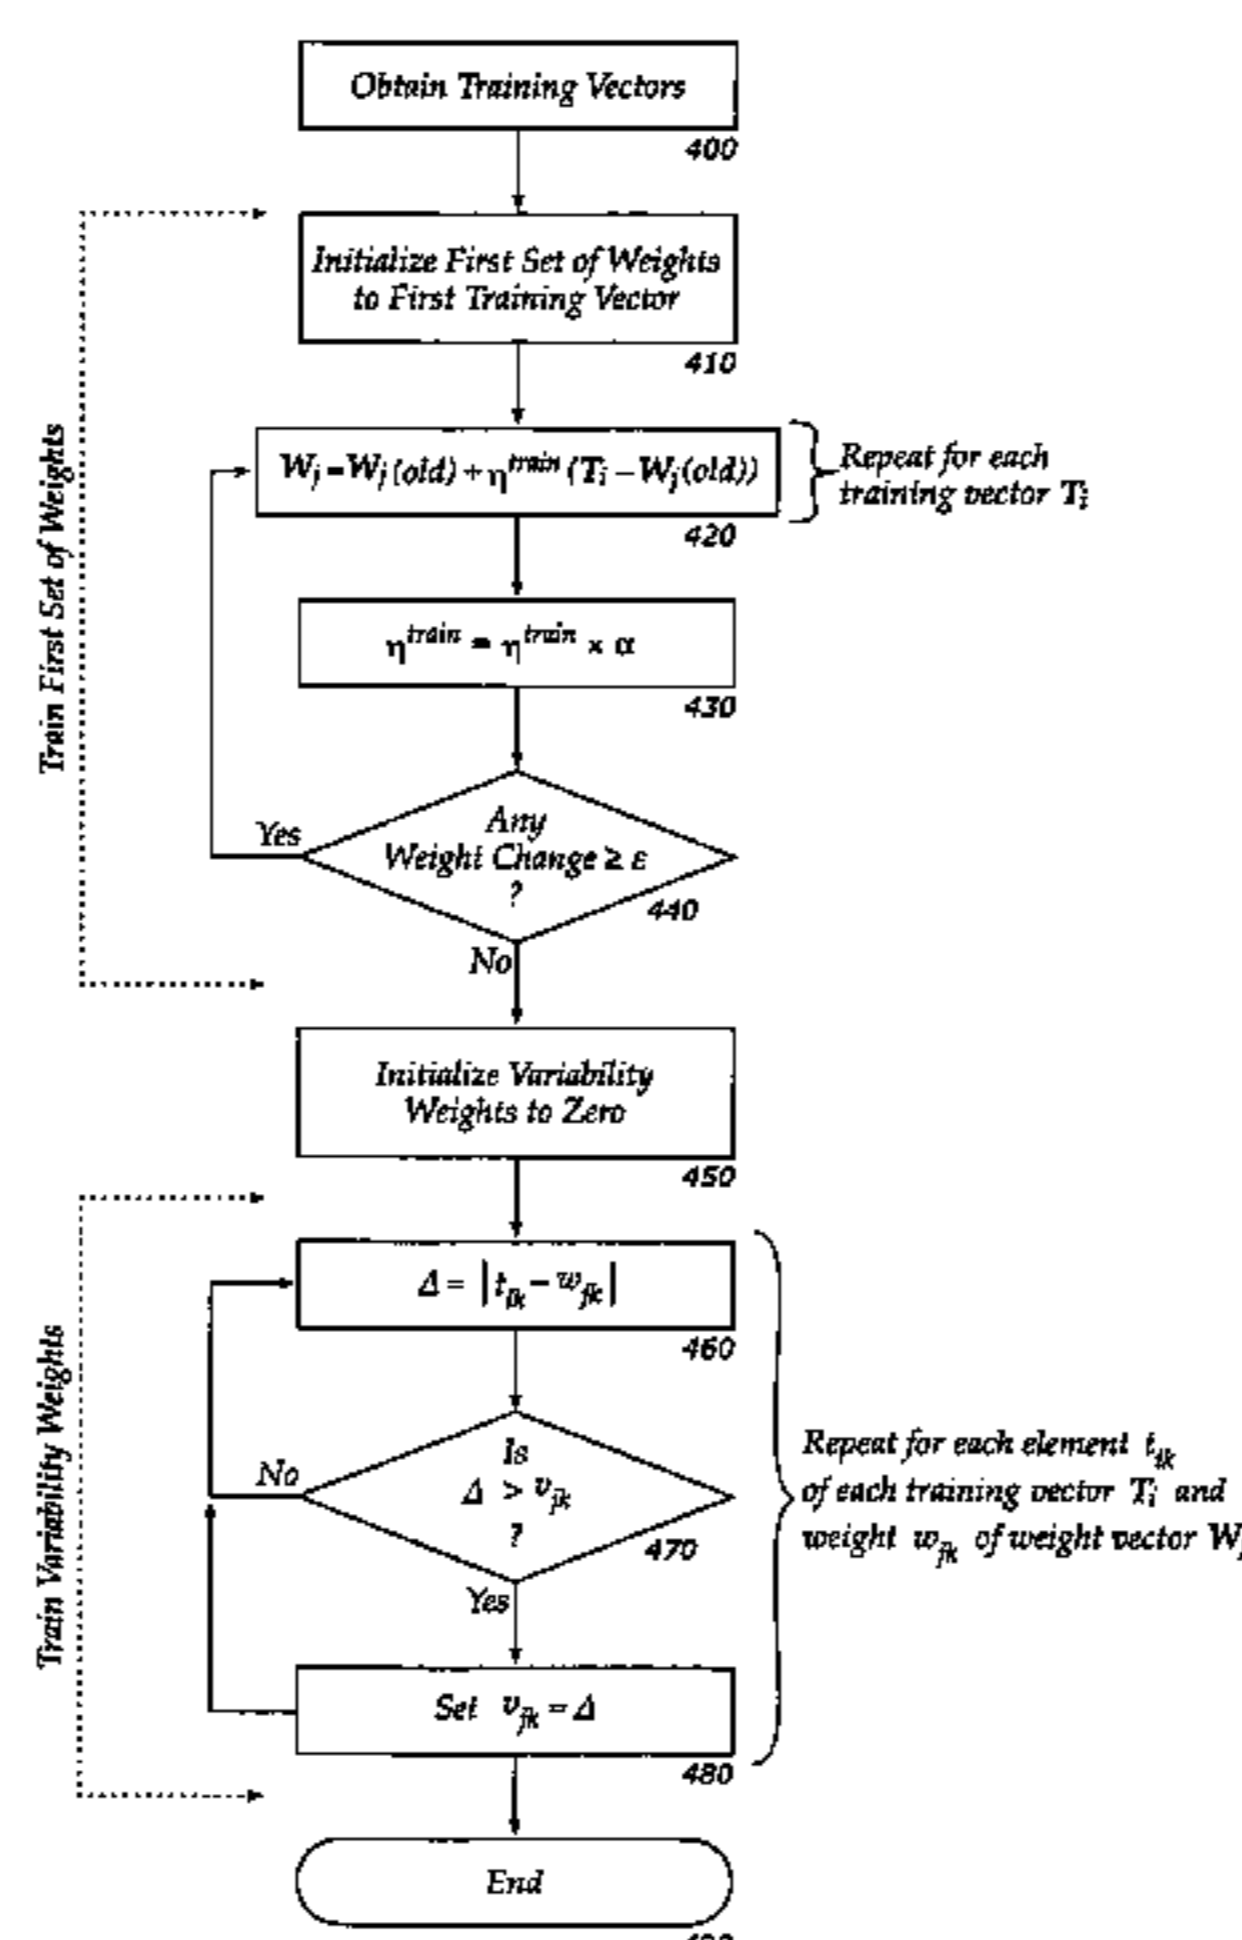 Obtain Training Vectors
400
Initialize First Set of Weights
to First Training Vector
410
W_j = W_j (old) + η^train (T_i − W_j (old))
Repeat for each
training vector T_i
420
η^train = η^train × α
430
Train First Set of Weights
Any
Weight Change ≥ ε
?
440
Yes
No
Initialize Variability
Weights to Zero
450
Δ = |t_ik − w_jk|
460
Is
Δ > v_jk
?
470
No
Yes
Repeat for each element t_ik
of each training vector T_i and
weight w_jk of weight vector W_j
Train Variability Weights
Set v_jk = Δ
480
End